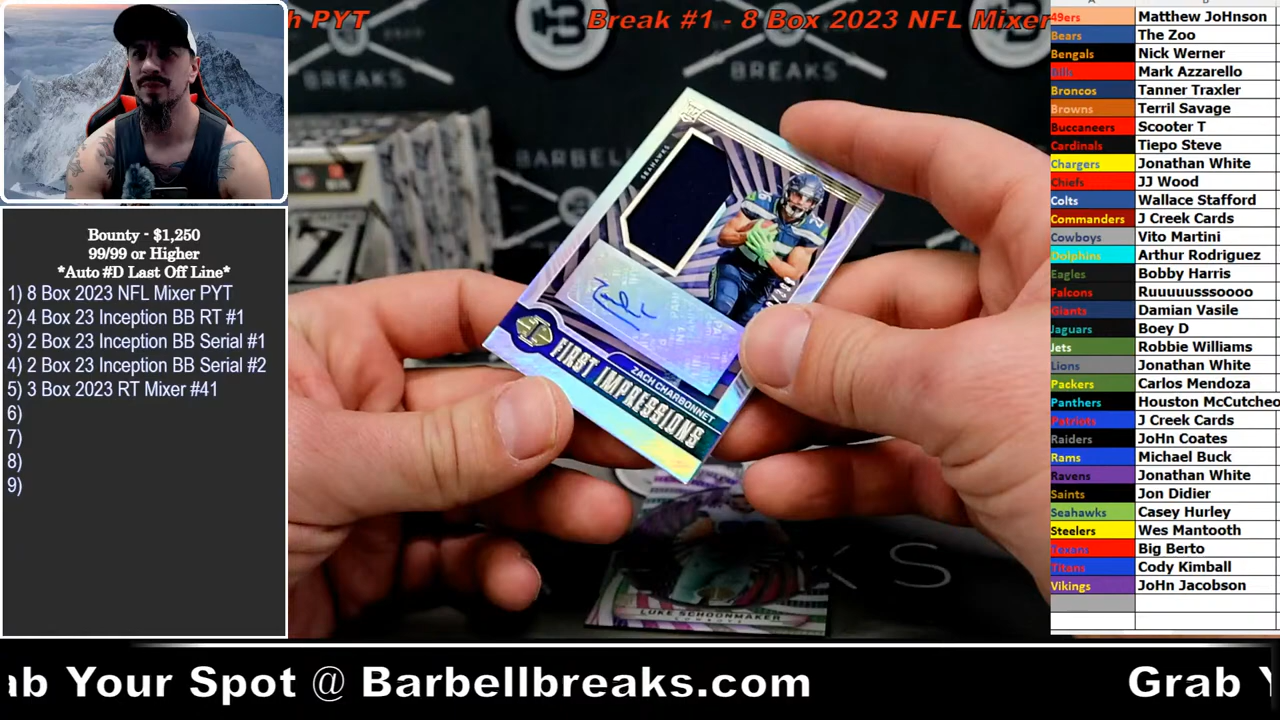 h PYT
Break #1 - 8 Box 2023 NFL Mixer
BREAKS
BREAKS
BARBELL
Bounty - $1,250
99/99 or Higher
*Auto #D Last Off Line*
1) 8 Box 2023 NFL Mixer PYT
2) 4 Box 23 Inception BB RT #1
3) 2 Box 23 Inception BB Serial #1
4) 2 Box 23 Inception BB Serial #2
5) 3 Box 2023 RT Mixer #41
6)
7)
8)
9)
SEAHAWKS
ZACH CHARBONNET
FIRST IMPRESSIONS
LUKE SCHOONMAKER
49ers Matthew JoHnson
Bears The Zoo
Bengals Nick Werner
Bills Mark Azzarello
Broncos Tanner Traxler
Browns Terril Savage
Buccaneers Scooter T
Cardinals Tiepo Steve
Chargers Jonathan White
Chiefs JJ Wood
Colts Wallace Stafford
Commanders J Creek Cards
Cowboys Vito Martini
Dolphins Arthur Rodriguez
Eagles Bobby Harris
Falcons Ruuuuusssoooo
Giants Damian Vasile
Jaguars Boey D
Jets Robbie Williams
Lions Jonathan White
Packers Carlos Mendoza
Panthers Houston McCutcheo
Patriots J Creek Cards
Raiders JoHn Coates
Rams Michael Buck
Ravens Jonathan White
Saints Jon Didier
Seahawks Casey Hurley
Steelers Wes Mantooth
Texans Big Berto
Titans Cody Kimball
Vikings JoHn Jacobson
ab Your Spot @ Barbellbreaks.com
Grab Y